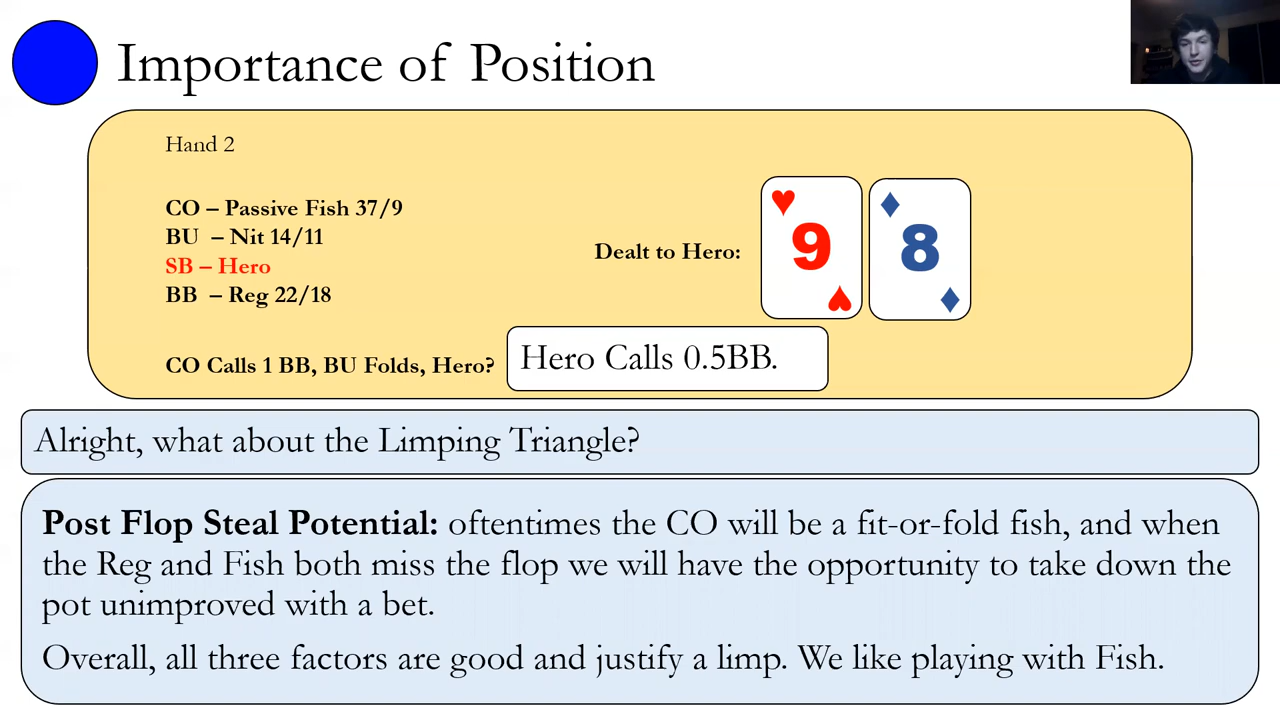 Importance of Position
Hand 2
CO – Passive Fish 37/9
BU – Nit 14/11
SB – Hero
BB – Reg 22/18
Dealt to Hero:
9
8
CO Calls 1 BB, BU Folds, Hero?
Hero Calls 0.5BB.
Alright, what about the Limping Triangle?
Post Flop Steal Potential: oftentimes the CO will be a fit-or-fold fish, and when
the Reg and Fish both miss the flop we will have the opportunity to take down the
pot unimproved with a bet.
Overall, all three factors are good and justify a limp. We like playing with Fish.